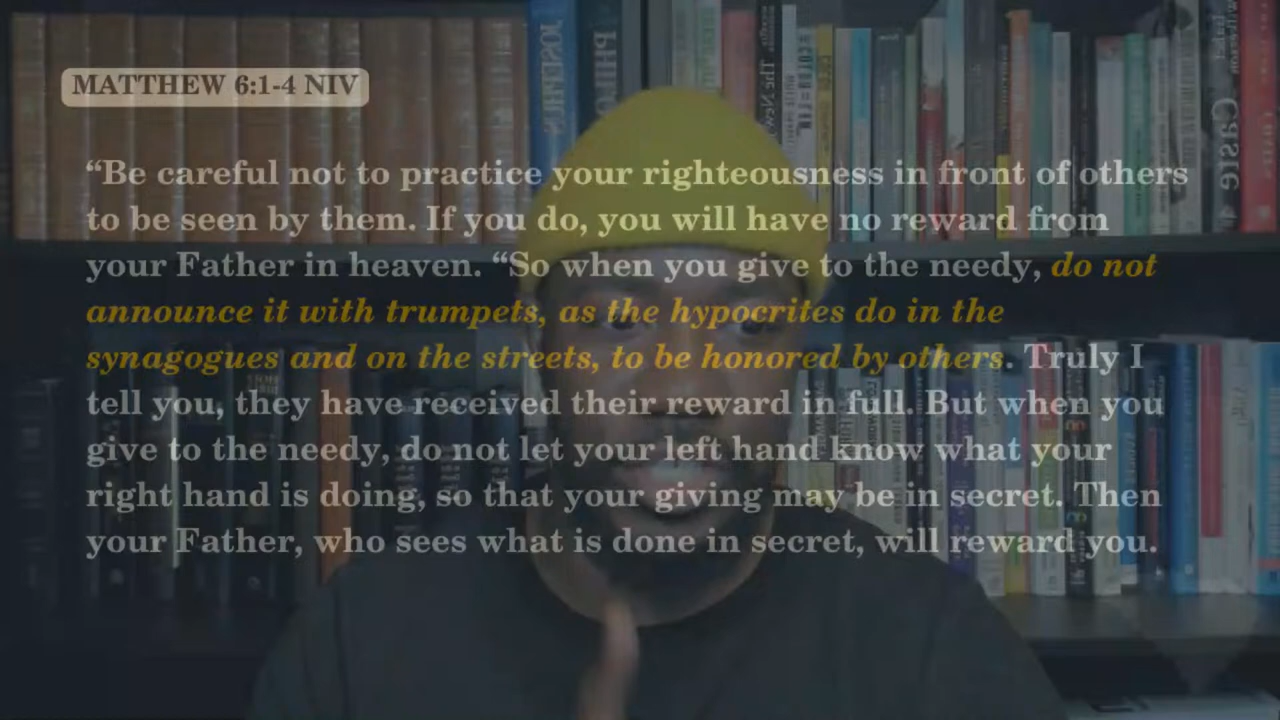 MATTHEW 6:1-4 NIV
“Be careful not to practice your righteousness in front of others
to be seen by them. If you do, you will have no reward from
your Father in heaven. “So when you give to the needy, do not
announce it with trumpets, as the hypocrites do in the
synagogues and on the streets, to be honored by others. Truly I
tell you, they have received their reward in full. But when you
give to the needy, do not let your left hand know what your
right hand is doing, so that your giving may be in secret. Then
your Father, who sees what is done in secret, will reward you.
JOSEPHUS
PHILO
Caste